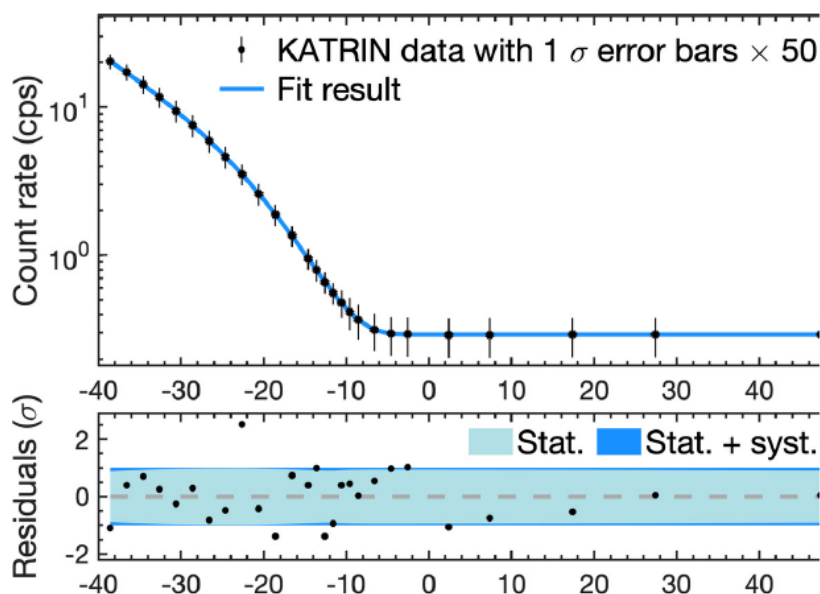 KATRIN data with 1 σ error bars × 50
Fit result
Count rate (cps)
10¹
10⁰
-40 -30 -20 -10 0 10 20 30 40
Stat. Stat. + syst.
Residuals (σ)
2
0
-2
-40 -30 -20 -10 0 10 20 30 40